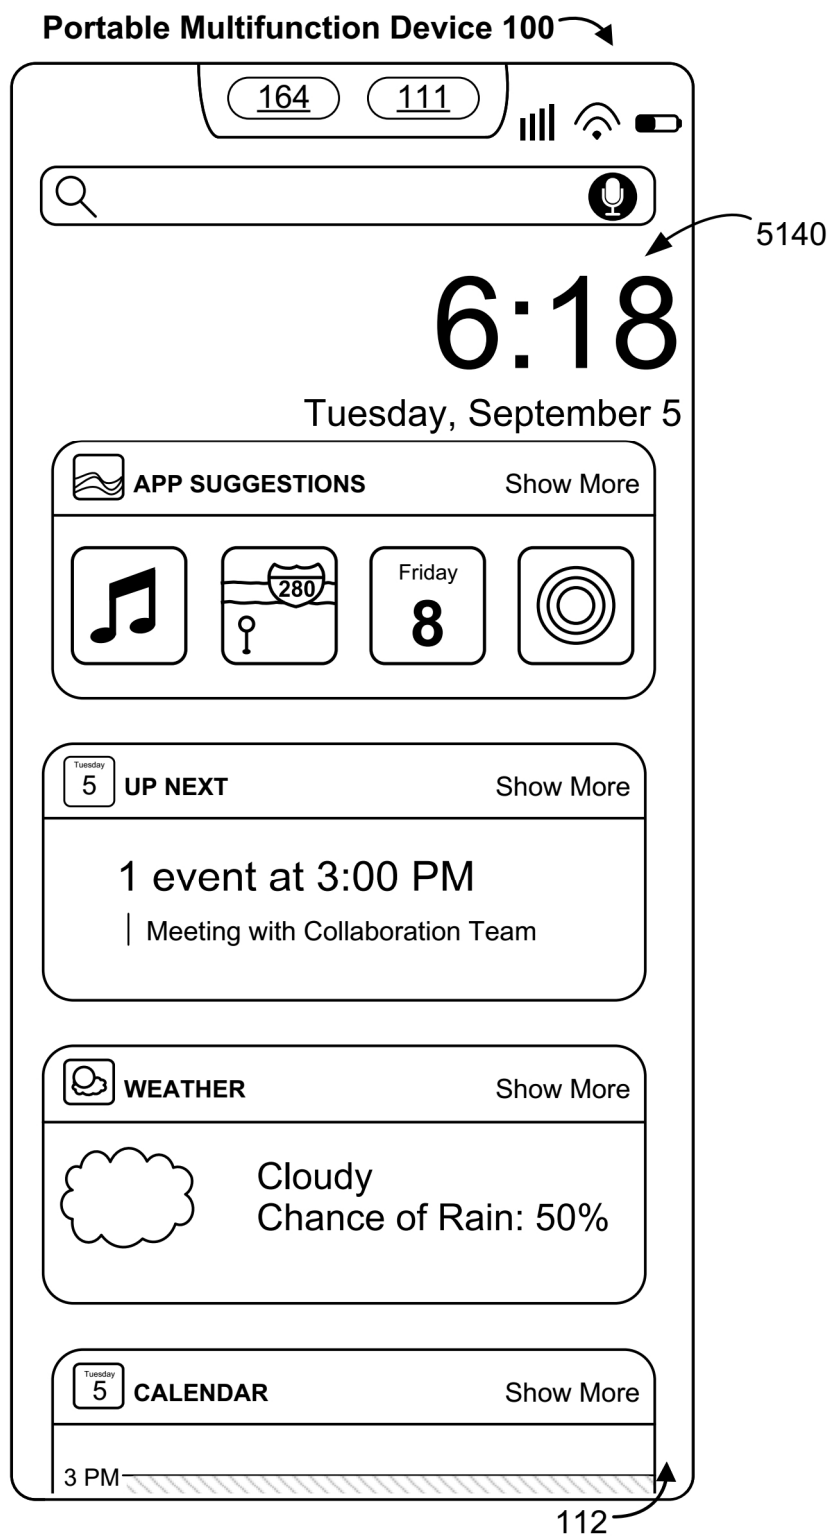 Portable Multifunction Device 100
164 111
5140
6:18
Tuesday, September 5
APP SUGGESTIONS Show More
280
Friday
8
Tuesday
5
UP NEXT Show More
1 event at 3:00 PM
Meeting with Collaboration Team
WEATHER Show More
Cloudy
Chance of Rain: 50%
Tuesday
5
CALENDAR Show More
3 PM
112